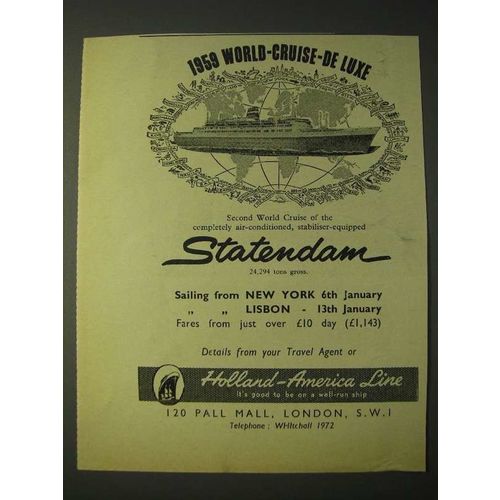 1959 WORLD-CRUISE-DE LUXE
Second World Cruise of the
completely air-conditioned, stabiliser-equipped
Statendam
24,294 tons gross.
Sailing from NEW YORK 6th January
„ „ LISBON - 13th January
Fares from just over £10 day (£1,143)
Details from your Travel Agent or
Holland-America Line
It's good to be on a well-run ship
120 PALL MALL, LONDON, S.W.1
Telephone: WHItehall 1972